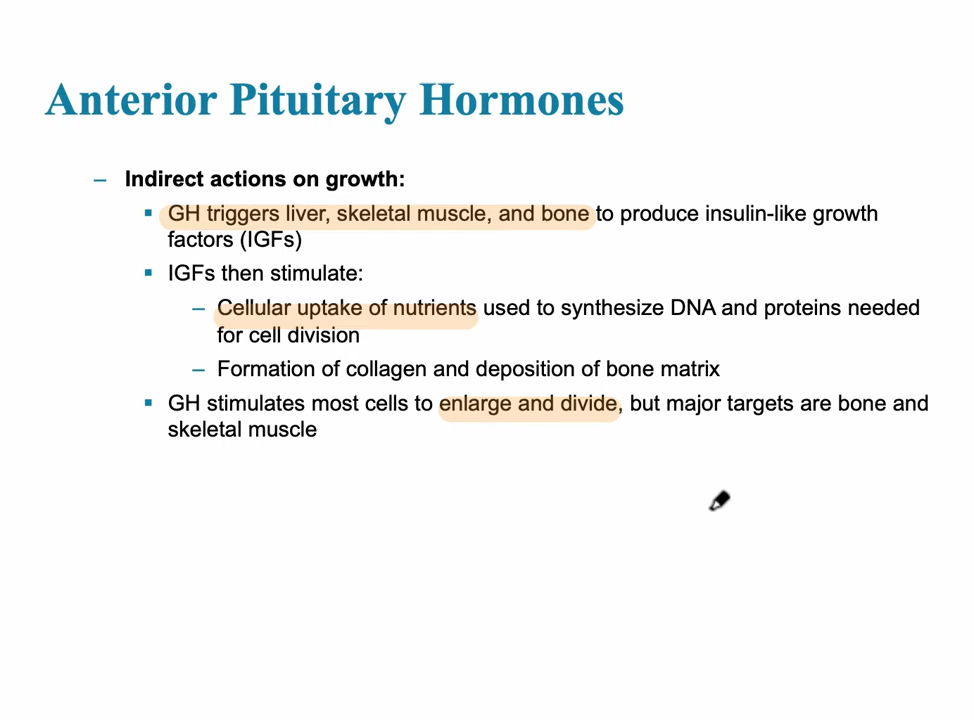 Anterior Pituitary Hormones
– Indirect actions on growth:
▪ GH triggers liver, skeletal muscle, and bone to produce insulin-like growth
factors (IGFs)
▪ IGFs then stimulate:
– Cellular uptake of nutrients used to synthesize DNA and proteins needed
for cell division
– Formation of collagen and deposition of bone matrix
▪ GH stimulates most cells to enlarge and divide, but major targets are bone and
skeletal muscle